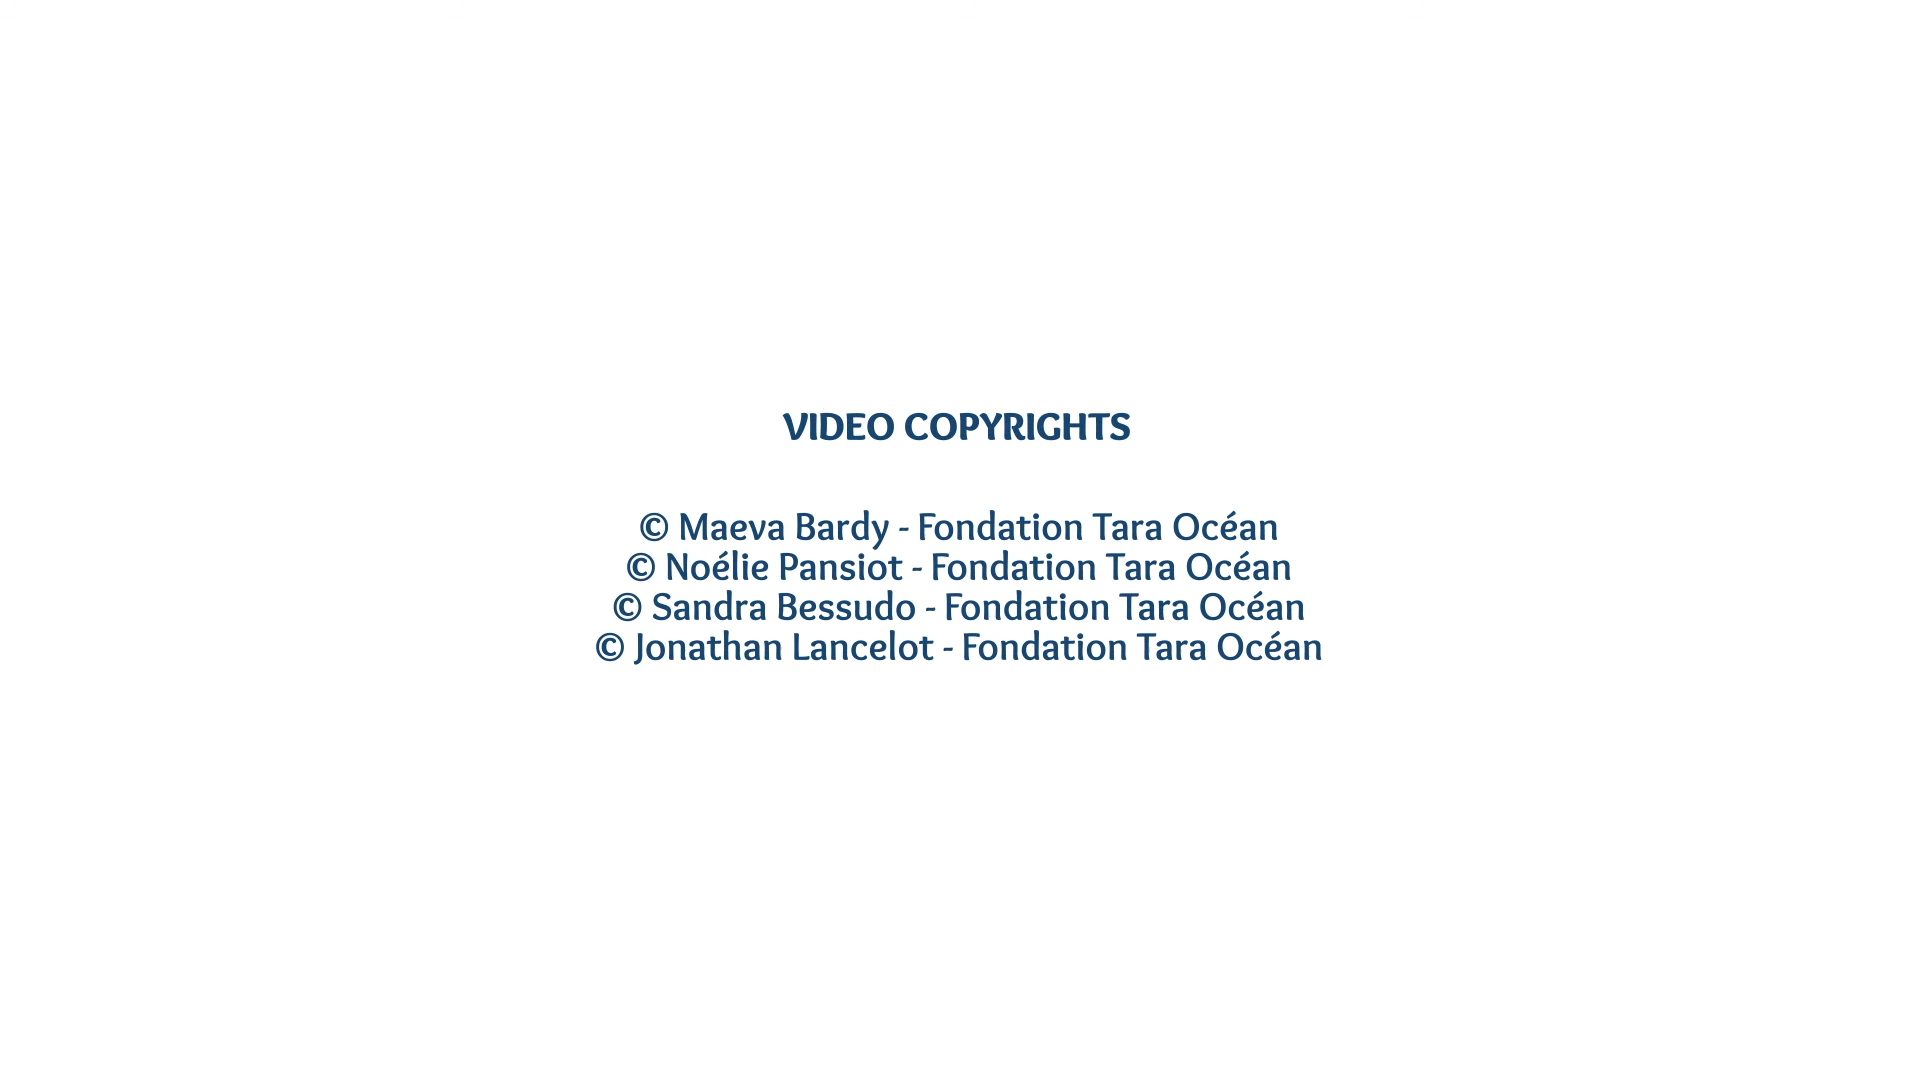 VIDEO COPYRIGHTS
© Maeva Bardy - Fondation Tara Océan
© Noélie Pansiot - Fondation Tara Océan
© Sandra Bessudo - Fondation Tara Océan
© Jonathan Lancelot - Fondation Tara Océan